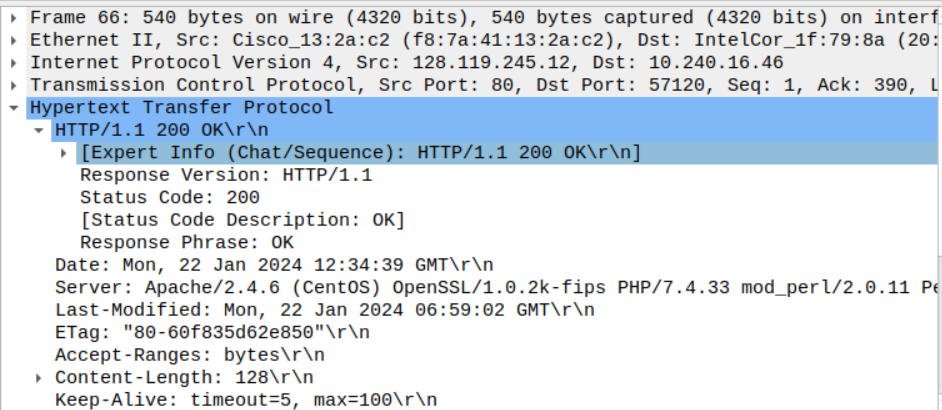 Frame 66: 540 bytes on wire (4320 bits), 540 bytes captured (4320 bits) on interf
Ethernet II, Src: Cisco_13:2a:c2 (f8:7a:41:13:2a:c2), Dst: IntelCor_1f:79:8a (20:
Internet Protocol Version 4, Src: 128.119.245.12, Dst: 10.240.16.46
Transmission Control Protocol, Src Port: 80, Dst Port: 57120, Seq: 1, Ack: 390, L
Hypertext Transfer Protocol
HTTP/1.1 200 OK\r\n
[Expert Info (Chat/Sequence): HTTP/1.1 200 OK\r\n]
Response Version: HTTP/1.1
Status Code: 200
[Status Code Description: OK]
Response Phrase: OK
Date: Mon, 22 Jan 2024 12:34:39 GMT\r\n
Server: Apache/2.4.6 (CentOS) OpenSSL/1.0.2k-fips PHP/7.4.33 mod_perl/2.0.11 Pe
Last-Modified: Mon, 22 Jan 2024 06:59:02 GMT\r\n
ETag: "80-60f835d62e850"\r\n
Accept-Ranges: bytes\r\n
Content-Length: 128\r\n
Keep-Alive: timeout=5, max=100\r\n